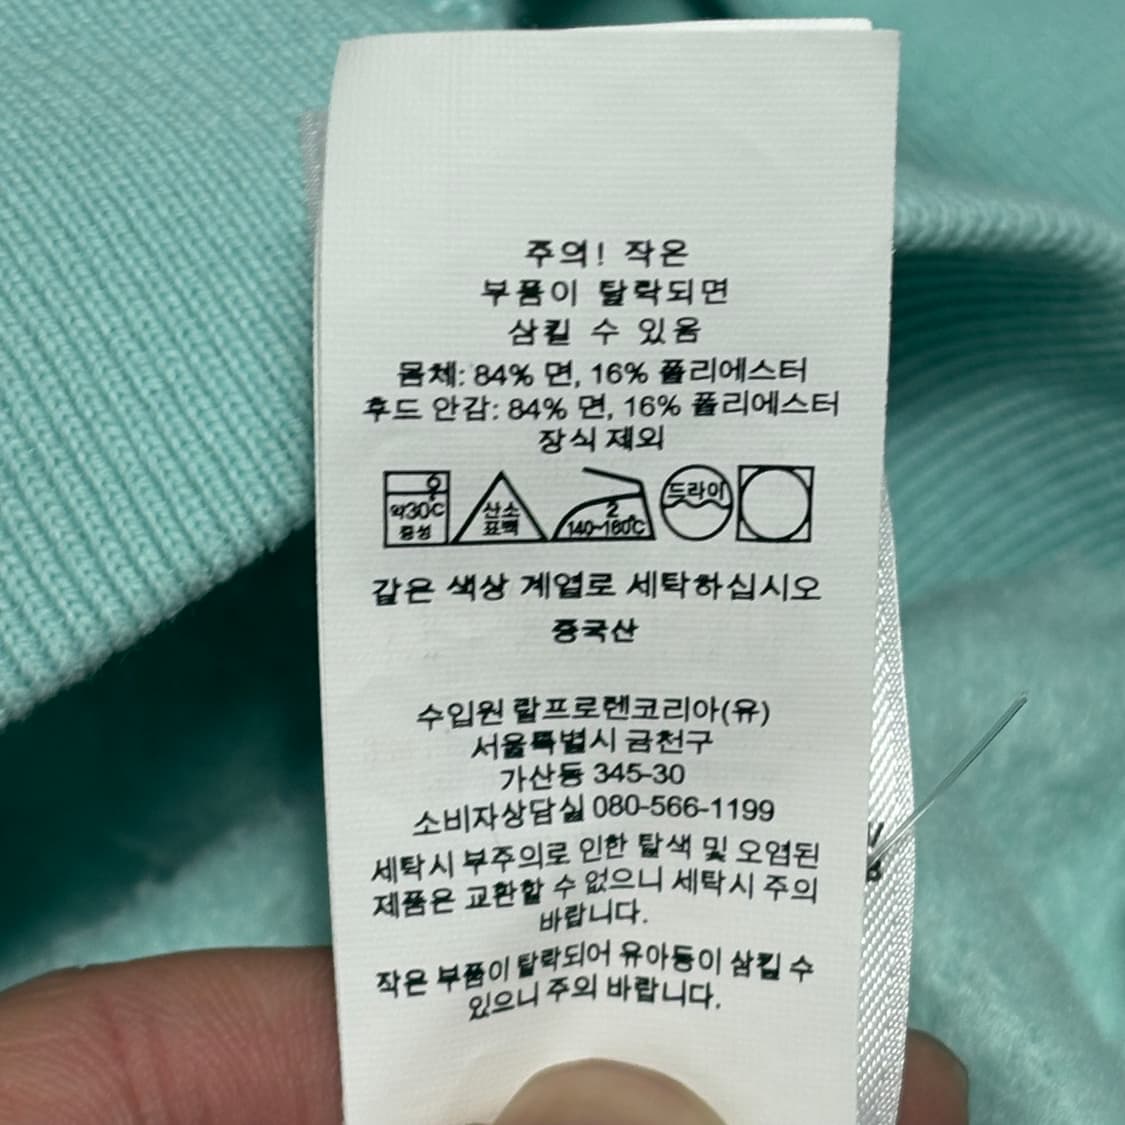 주의! 작은
부품이 탈락되면
삼킬 수 있음
몸체: 84% 면, 16% 폴리에스터
후드 안감: 84% 면, 16% 폴리에스터
장식 제외
약30℃
중성
산소
표백
2
140~160℃
드라이
같은 색상 계열로 세탁하십시오
중국산
수입원 랄프로렌코리아(유)
서울특별시 금천구
가산동 345-30
소비자상담실 080-566-1199
세탁시 부주의로 인한 탈색 및 오염된
제품은 교환할 수 없으니 세탁시 주의
바랍니다.
작은 부품이 탈락되어 유아등이 삼킬 수
있으니 주의 바랍니다.